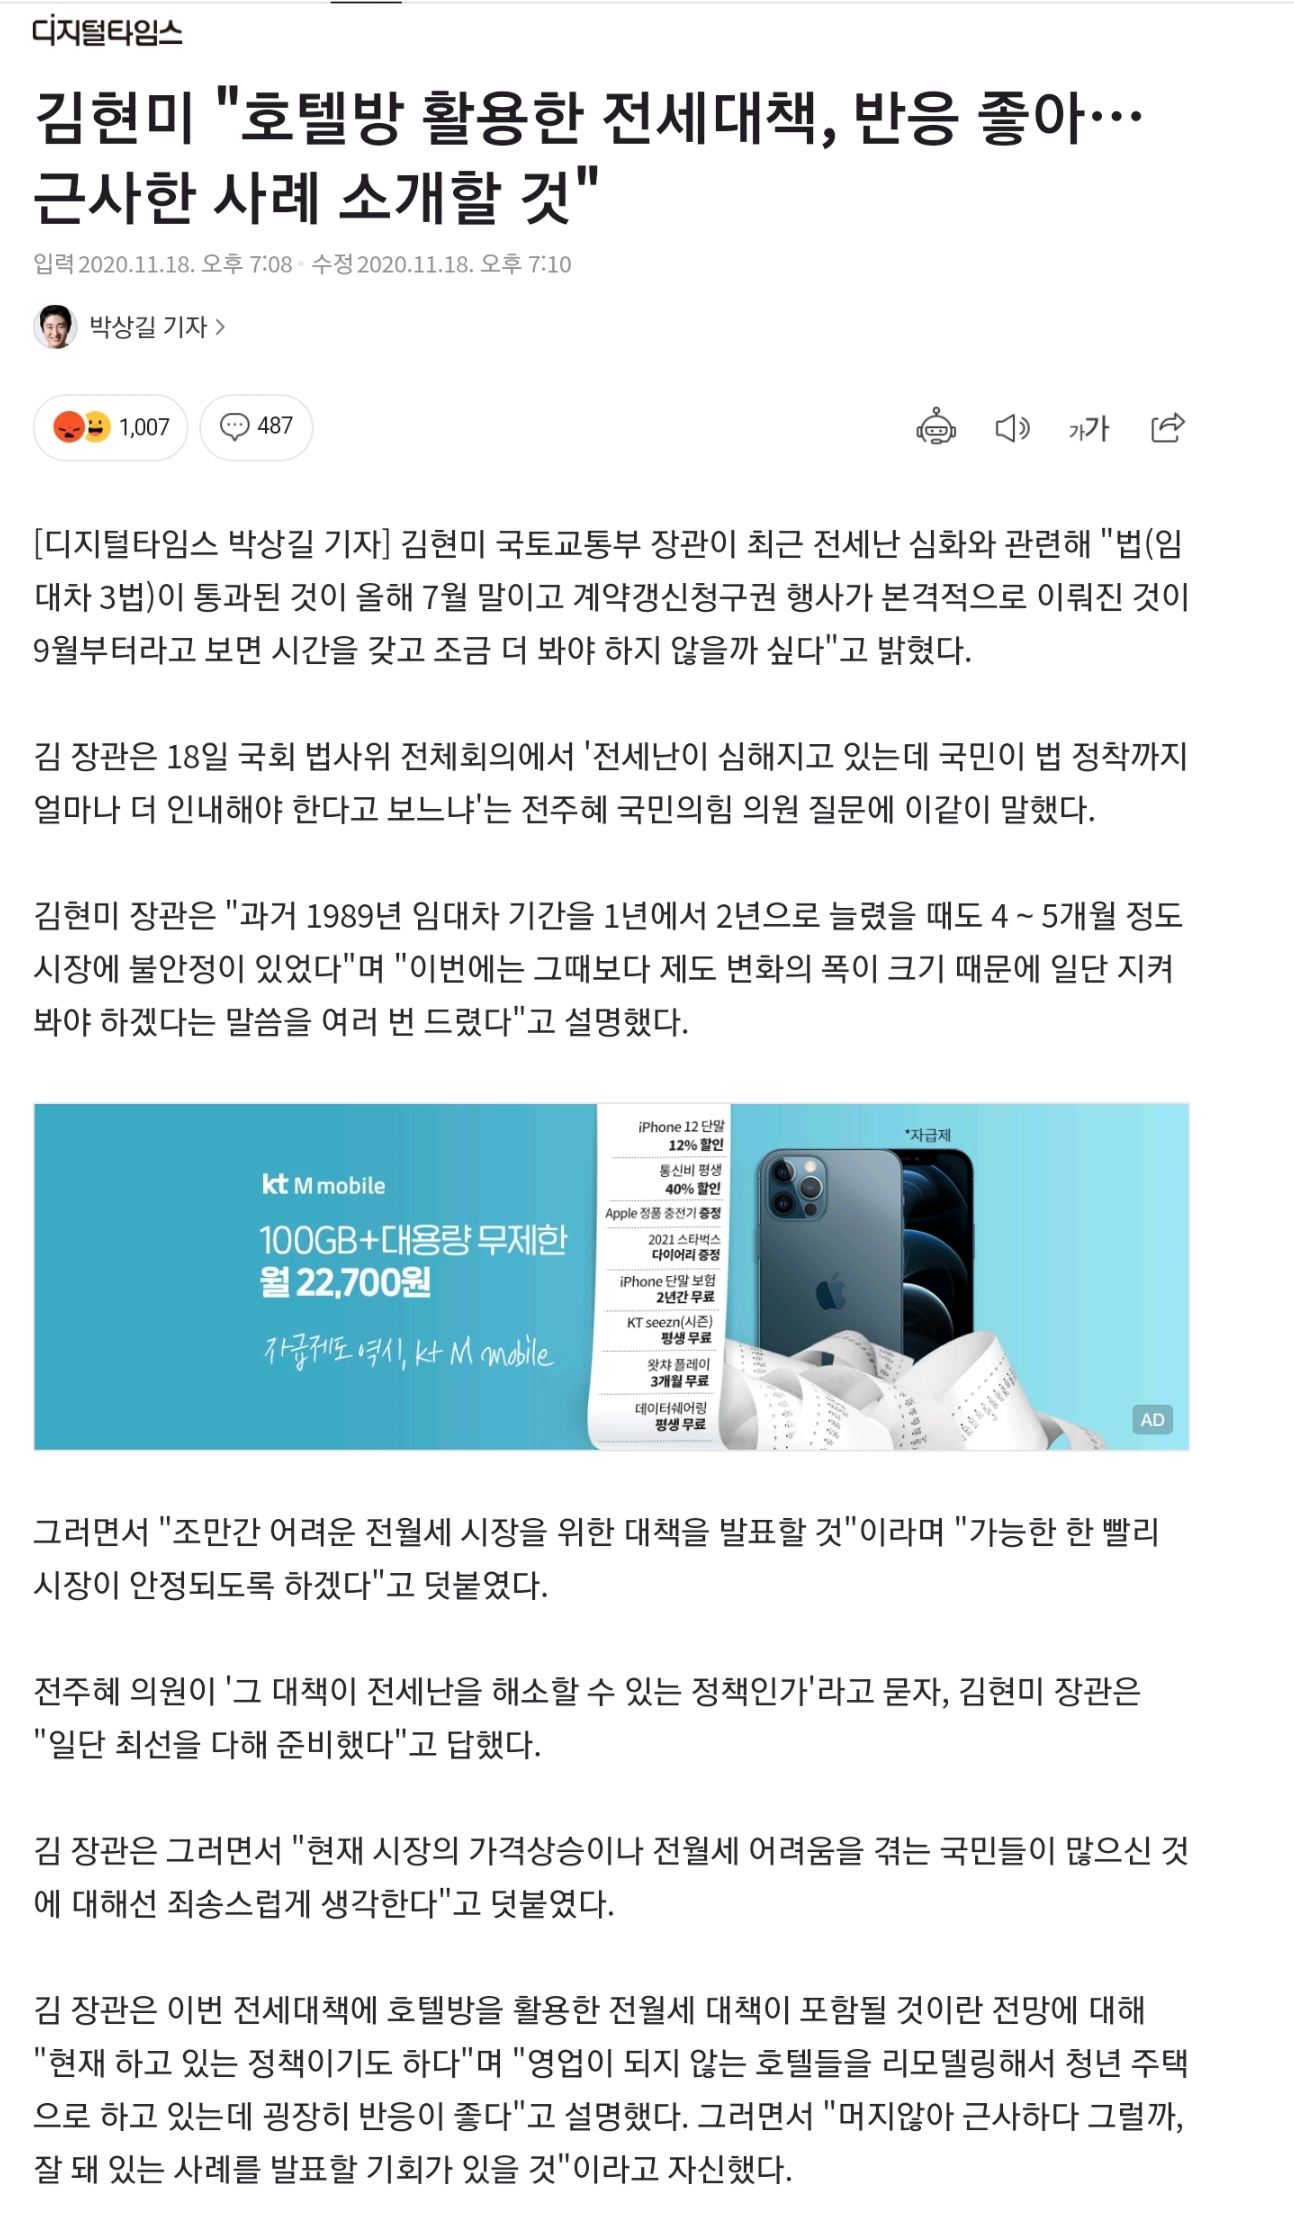 디지털타임스
김현미 "호텔방 활용한 전세대책, 반응 좋아…
근사한 사례 소개할 것"
입력 2020.11.18. 오후 7:08 · 수정 2020.11.18. 오후 7:10
박상길 기자 >
1,007
487
가가
[디지털타임스 박상길 기자] 김현미 국토교통부 장관이 최근 전세난 심화와 관련해 "법(임
대차 3법)이 통과된 것이 올해 7월 말이고 계약갱신청구권 행사가 본격적으로 이뤄진 것이
9월부터라고 보면 시간을 갖고 조금 더 봐야 하지 않을까 싶다"고 밝혔다.
김 장관은 18일 국회 법사위 전체회의에서 '전세난이 심해지고 있는데 국민이 법 정착까지
얼마나 더 인내해야 한다고 보느냐'는 전주혜 국민의힘 의원 질문에 이같이 말했다.
김현미 장관은 "과거 1989년 임대차 기간을 1년에서 2년으로 늘렸을 때도 4 ~ 5개월 정도
시장에 불안정이 있었다"며 "이번에는 그때보다 제도 변화의 폭이 크기 때문에 일단 지켜
봐야 하겠다는 말씀을 여러 번 드렸다"고 설명했다.
kt M mobile
100GB+대용량 무제한
월 22,700원
자급제도 역시, kt M mobile
iPhone 12 단말
12% 할인
통신비 평생
40% 할인
Apple 정품 충전기 증정
2021 스타벅스
다이어리 증정
iPhone 단말 보험
2년간 무료
KT seezn(시즌)
평생 무료
왓챠 플레이
3개월 무료
데이터쉐어링
평생 무료
*자급제
AD
그러면서 "조만간 어려운 전월세 시장을 위한 대책을 발표할 것"이라며 "가능한 한 빨리
시장이 안정되도록 하겠다"고 덧붙였다.
전주혜 의원이 '그 대책이 전세난을 해소할 수 있는 정책인가'라고 묻자, 김현미 장관은
"일단 최선을 다해 준비했다"고 답했다.
김 장관은 그러면서 "현재 시장의 가격상승이나 전월세 어려움을 겪는 국민들이 많으신 것
에 대해선 죄송스럽게 생각한다"고 덧붙였다.
김 장관은 이번 전세대책에 호텔방을 활용한 전월세 대책이 포함될 것이란 전망에 대해
"현재 하고 있는 정책이기도 하다"며 "영업이 되지 않는 호텔들을 리모델링해서 청년 주택
으로 하고 있는데 굉장히 반응이 좋다"고 설명했다. 그러면서 "머지않아 근사하다 그럴까,
잘 돼 있는 사례를 발표할 기회가 있을 것"이라고 자신했다.